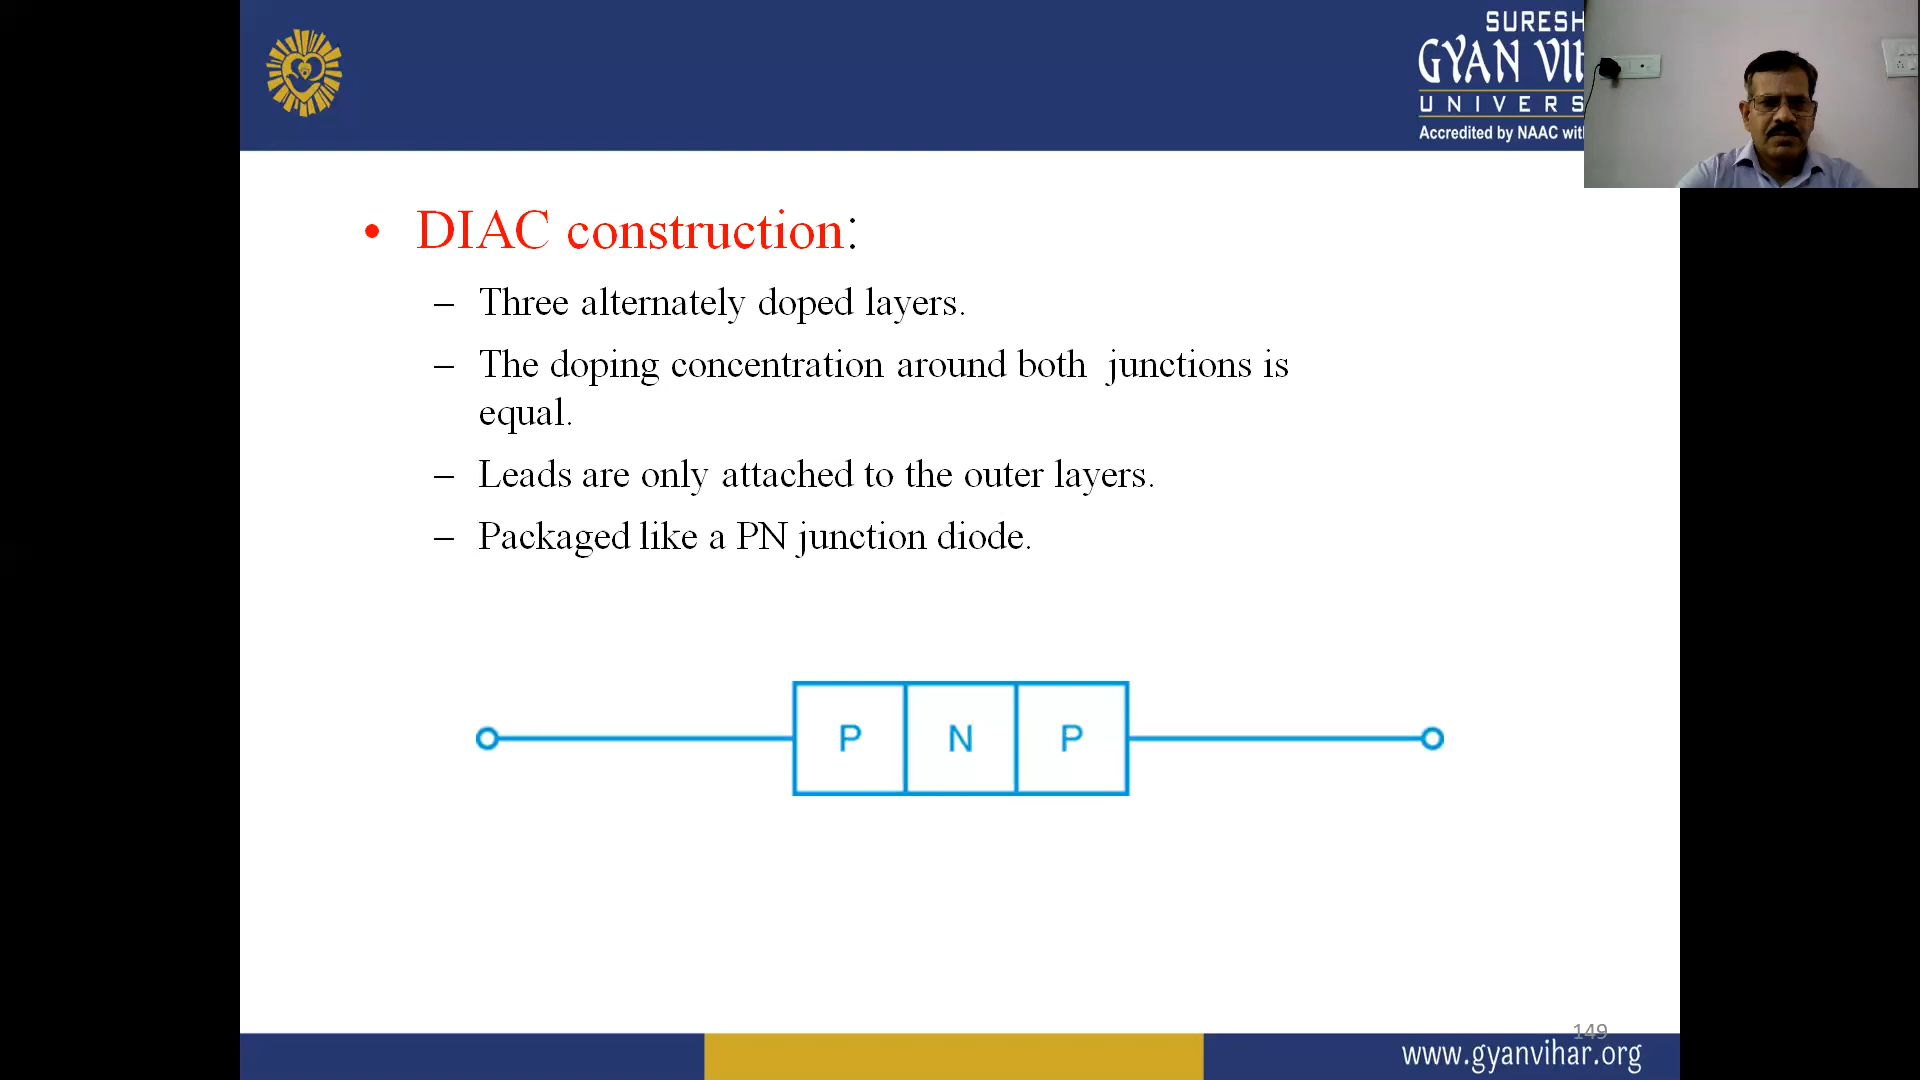 SURESH
GYAN VIH
UNIVERS
Accredited by NAAC wit
• DIAC construction:
– Three alternately doped layers.
– The doping concentration around both junctions is
equal.
– Leads are only attached to the outer layers.
– Packaged like a PN junction diode.
P N P
149
www.gyanvihar.org